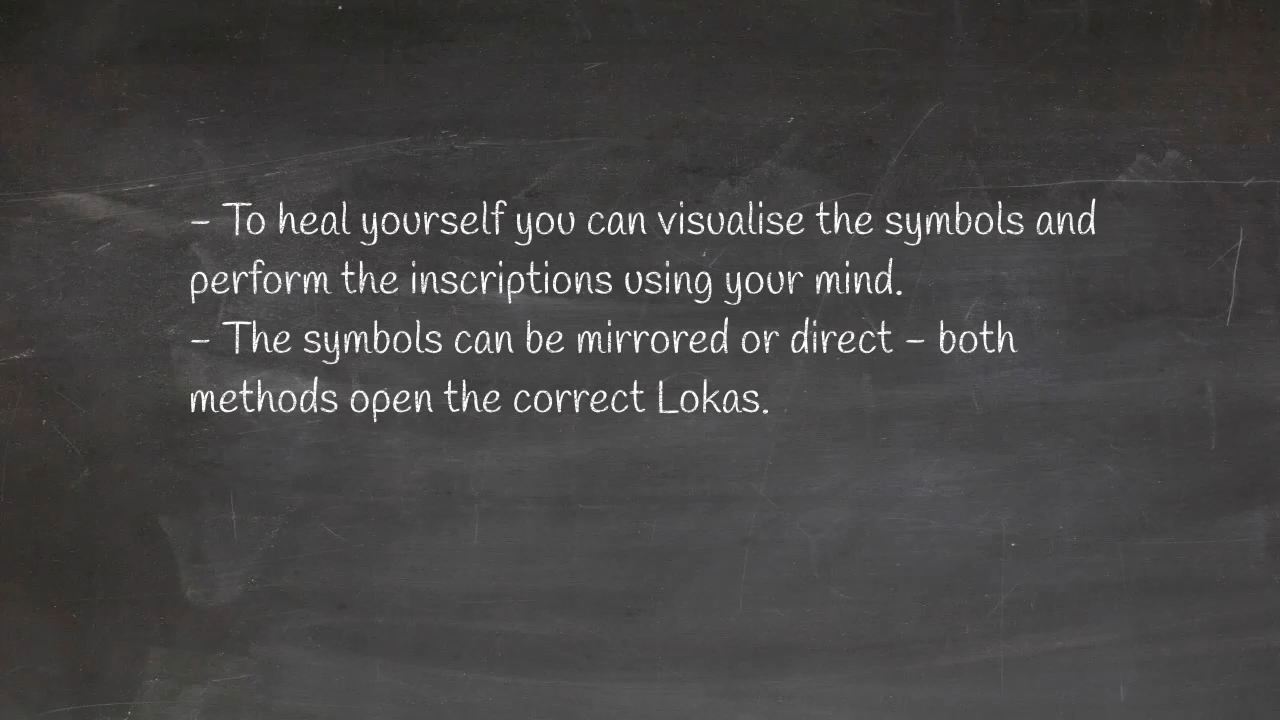 - To heal yourself you can visualise the symbols and
perform the inscriptions using your mind.
- The symbols can be mirrored or direct - both
methods open the correct Lokas.